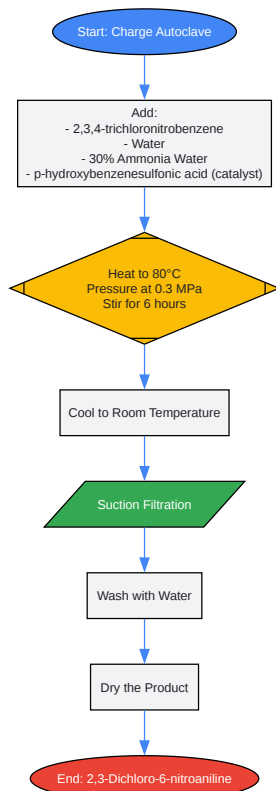 Start: Charge Autoclave
Add:
- 2,3,4-trichloronitrobenzene
- Water
- 30% Ammonia Water
- p-hydroxybenzenesulfonic acid (catalyst)
Heat to 80°C
Pressure at 0.3 MPa
Stir for 6 hours
Cool to Room Temperature
Suction Filtration
Wash with Water
Dry the Product
End: 2,3-Dichloro-6-nitroaniline